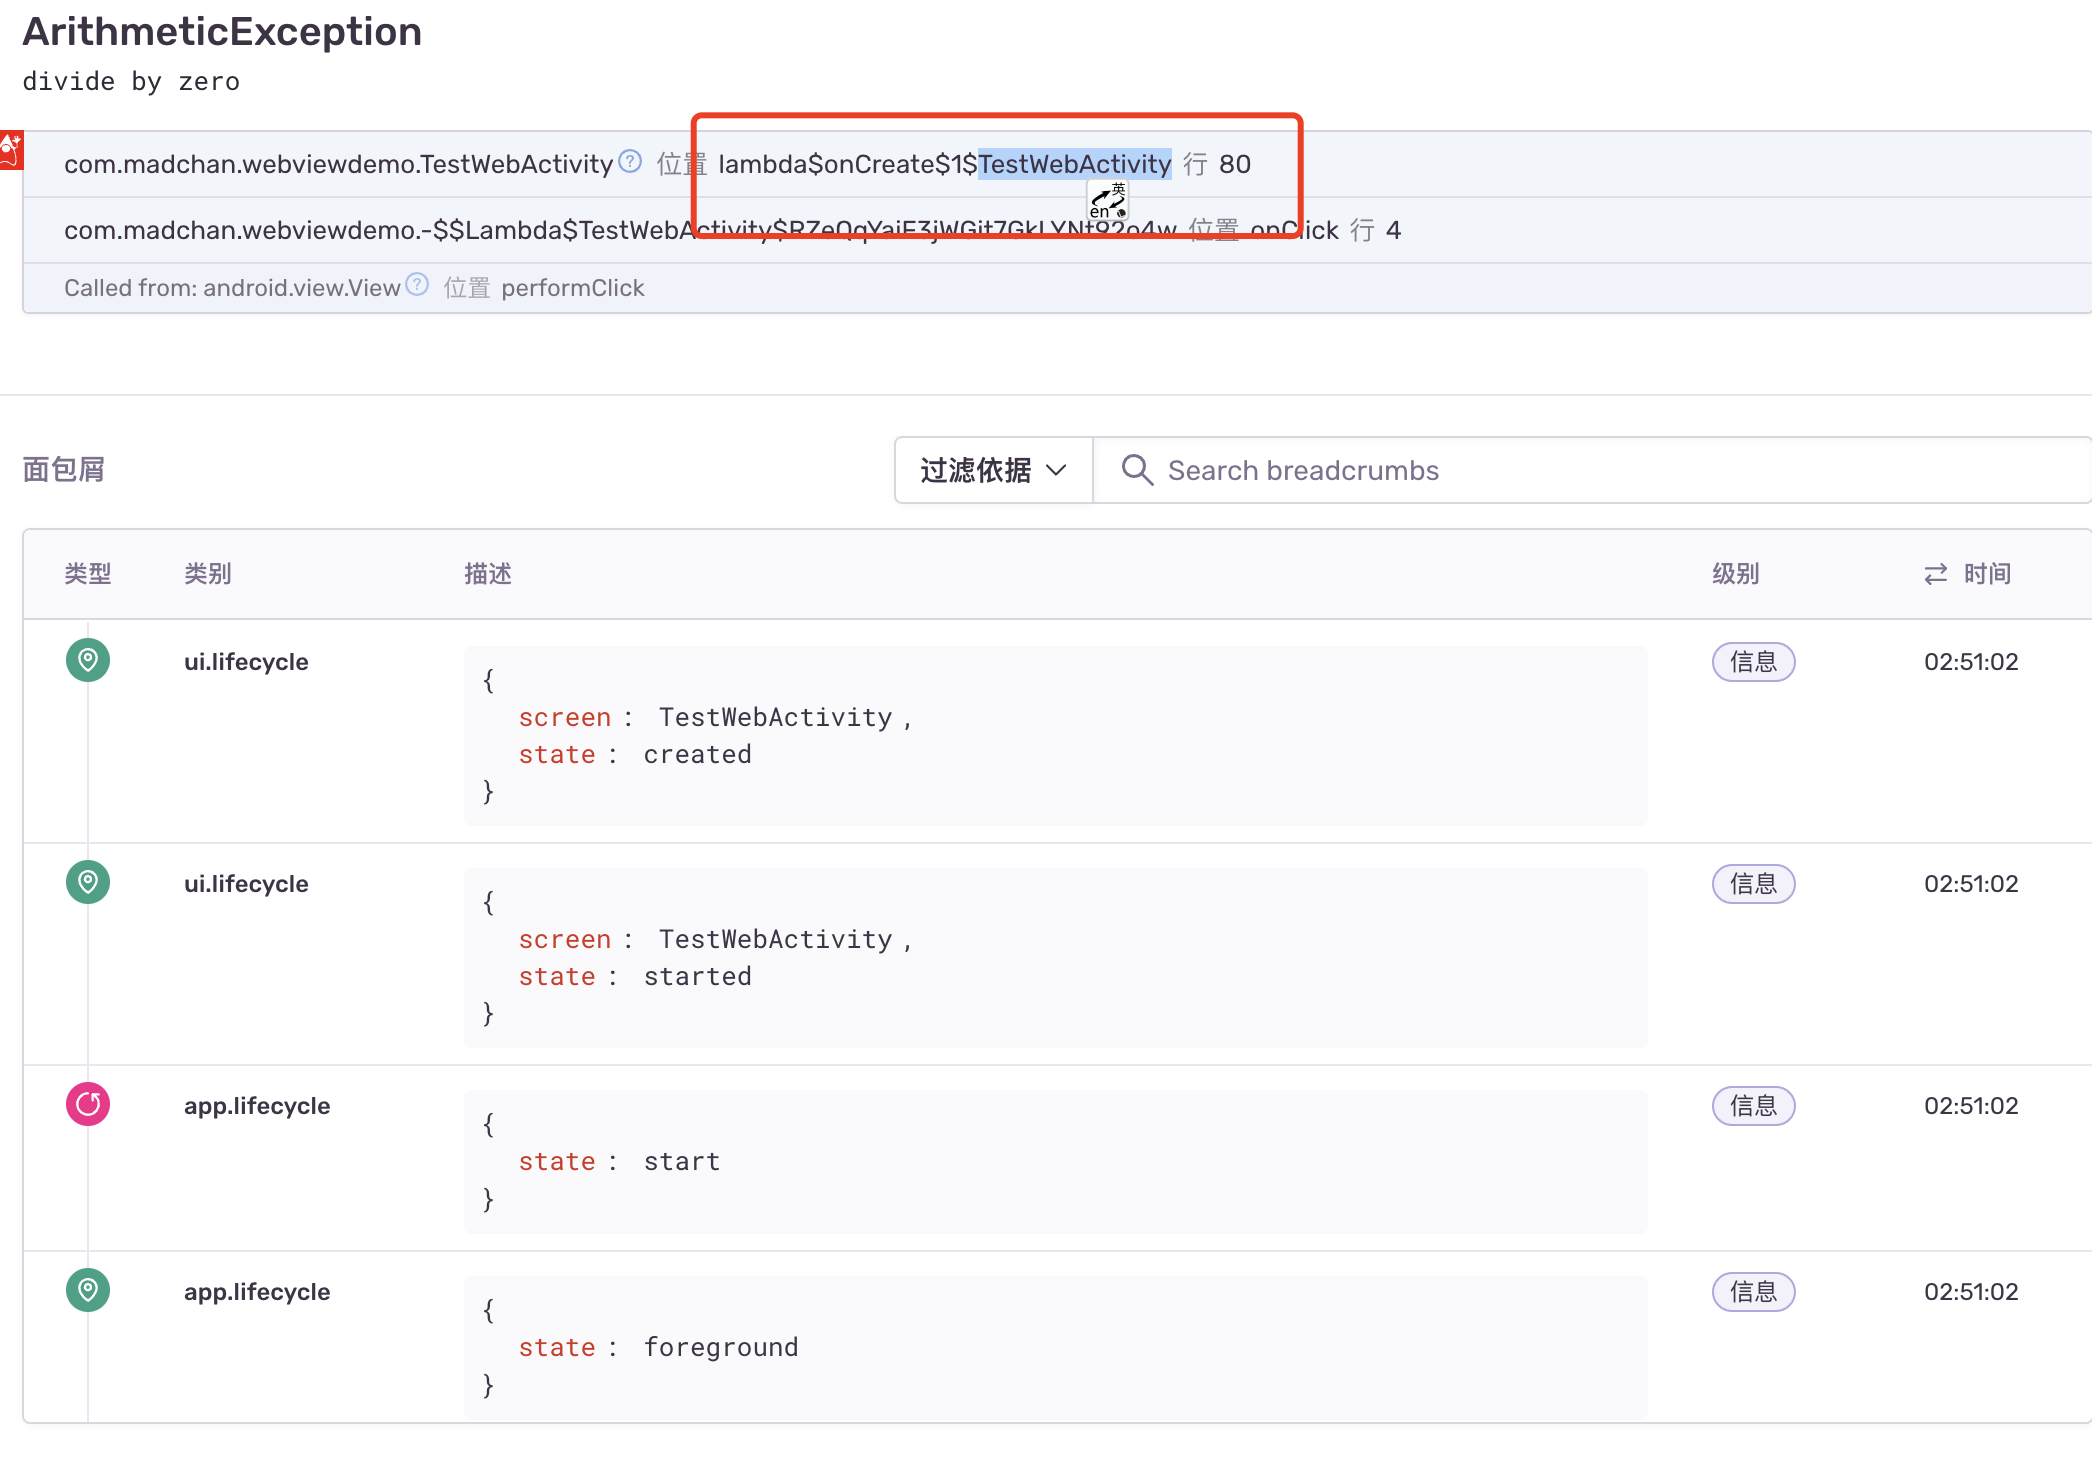 ArithmeticException
divide by zero
com.madchan.webviewdemo.TestWebActivity 位置 lambda$onCreate$1$TestWebActivity 行 80
英
en
com.madchan.webviewdemo.-$$Lambda$TestWebActivity$RZeQqYaiF3jWGit7GkLYNt92o4w 位置 onClick 行 4
Called from: android.view.View 位置 performClick
面包屑
过滤依据
Search breadcrumbs
类型 类别 描述 级别 时间
ui.lifecycle 信息 02:51:02
{
screen : TestWebActivity ,
state : created
}
ui.lifecycle 信息 02:51:02
{
screen : TestWebActivity ,
state : started
}
app.lifecycle 信息 02:51:02
{
state : start
}
app.lifecycle 信息 02:51:02
{
state : foreground
}